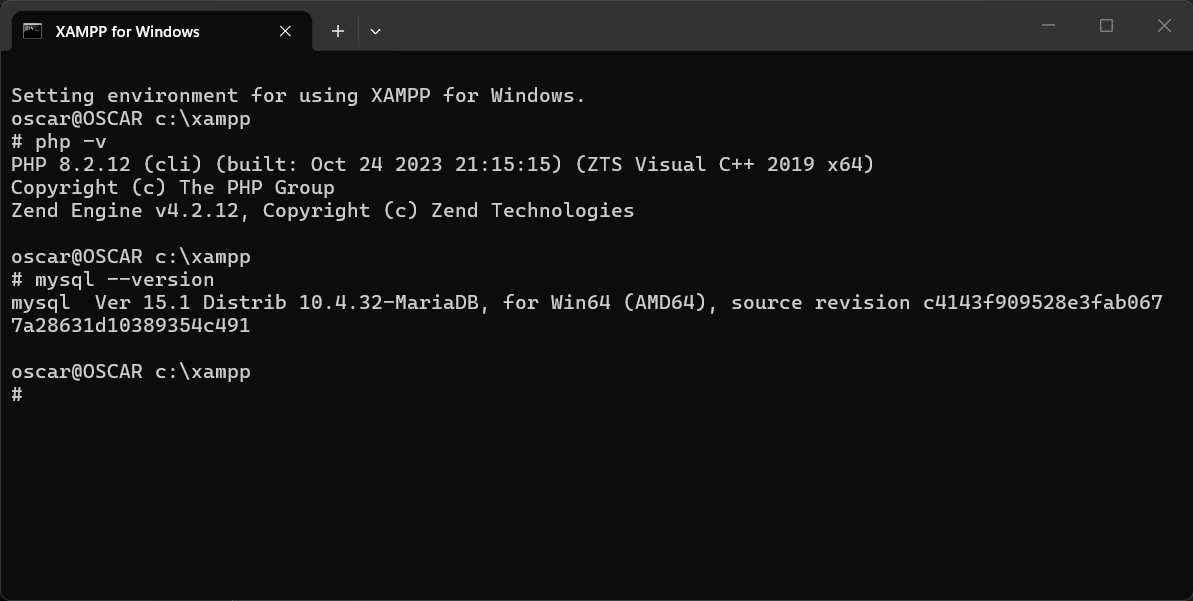 XAMPP for Windows
Setting environment for using XAMPP for Windows.
oscar@OSCAR c:\xampp
# php -v
PHP 8.2.12 (cli) (built: Oct 24 2023 21:15:15) (ZTS Visual C++ 2019 x64)
Copyright (c) The PHP Group
Zend Engine v4.2.12, Copyright (c) Zend Technologies
oscar@OSCAR c:\xampp
# mysql --version
mysql  Ver 15.1 Distrib 10.4.32-MariaDB, for Win64 (AMD64), source revision c4143f909528e3fab067
7a28631d10389354c491
oscar@OSCAR c:\xampp
#